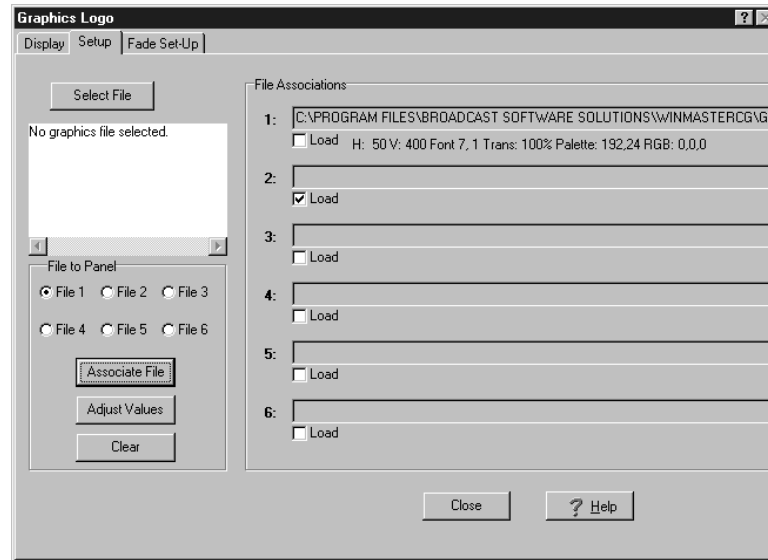 Graphics Logo
Display Setup Fade Set-Up
Select File
No graphics file selected.
File to Panel
File 1 File 2 File 3
File 4 File 5 File 6
Associate File
Adjust Values
Clear
File Associations
1: C:\PROGRAM FILES\BROADCAST SOFTWARE SOLUTIONS\WINMASTERCG\G
Load H: 50 V: 400 Font 7, 1 Trans: 100% Palette: 192,24 RGB: 0,0,0
2:
Load
3:
Load
4:
Load
5:
Load
6:
Load
Close ? Help